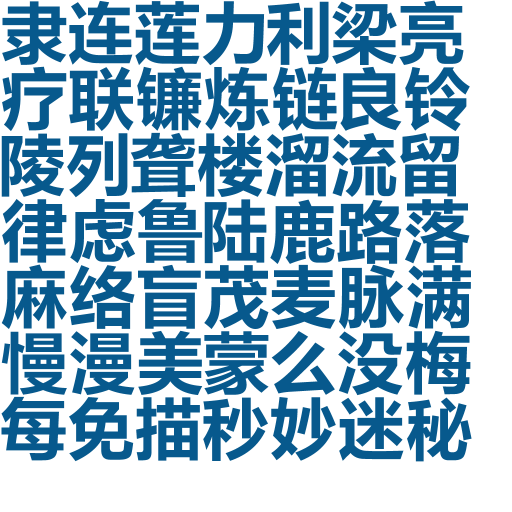 隶连莲力利梁亮
疗联镰炼链良铃
陵列聋楼溜流留
律虑鲁陆鹿路落
麻络盲茂麦脉满
慢漫美蒙么没梅
每免描秒妙迷秘